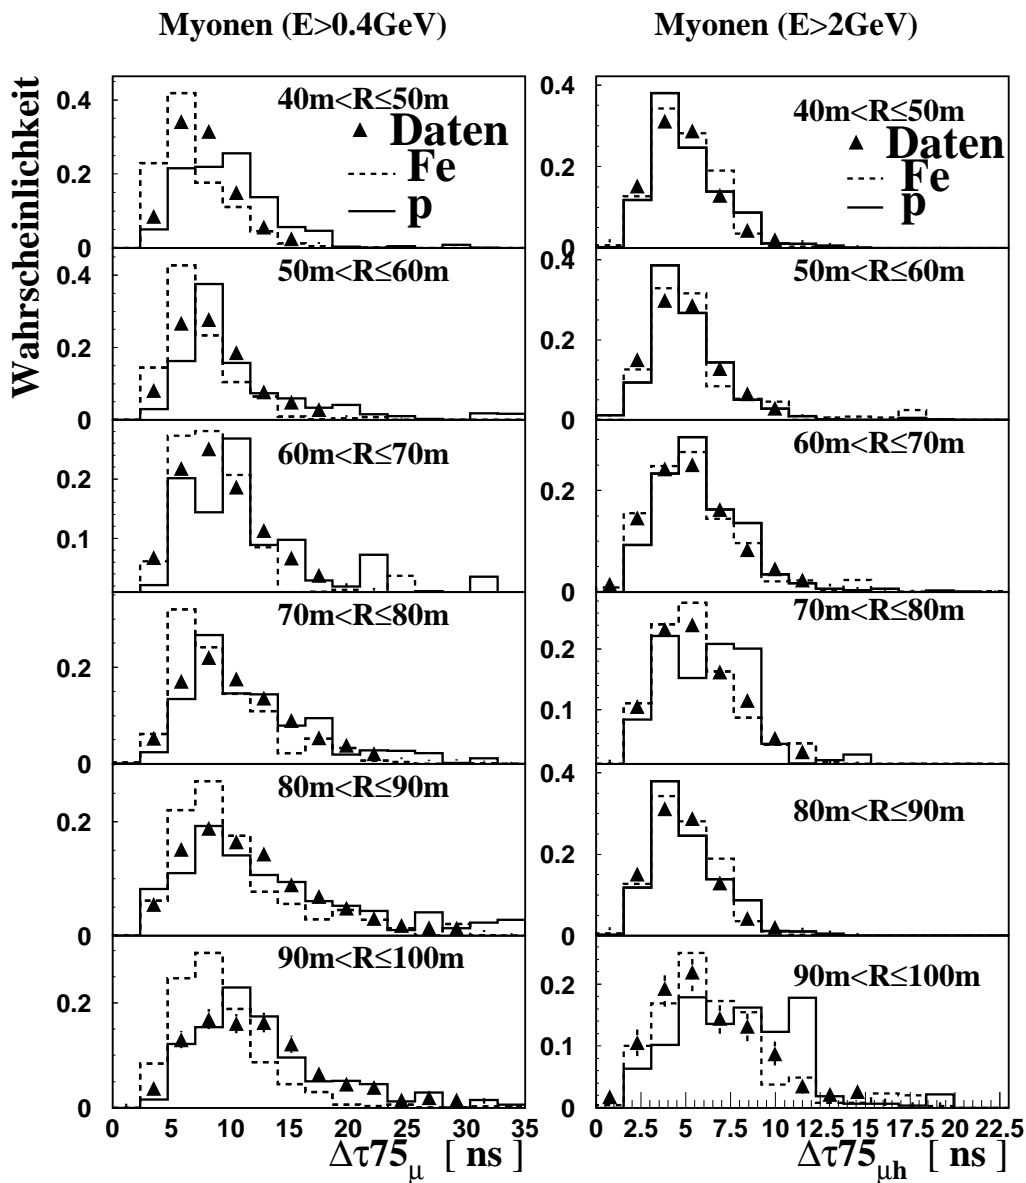 Myonen (E>0.4GeV)
Myonen (E>2GeV)
Wahrscheinlichkeit
40m<R≤50m
Daten
Fe
p
0.4
0.2
0
50m<R≤60m
0.4
0.2
0
60m<R≤70m
0.2
0.1
70m<R≤80m
0.2
0
80m<R≤90m
0.2
0
90m<R≤100m
0.2
0
0 5 10 15 20 25 30 35
Δτ75μ [ ns ]
40m<R≤50m
Daten
Fe
p
0.4
0.2
0
50m<R≤60m
0.4
0.2
0
60m<R≤70m
0.2
0
70m<R≤80m
0.2
0.1
80m<R≤90m
0.4
0.2
0
90m<R≤100m
0.2
0.1
0
0 2.5 5 7.5 10 12.5 15 17.5 20 22.5
Δτ75μh [ ns ]